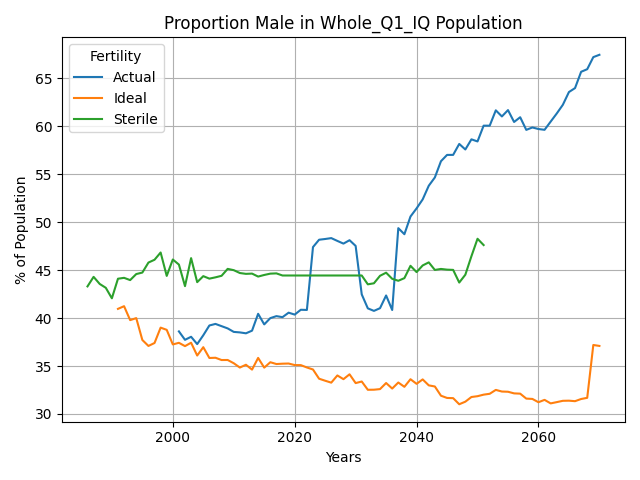 Proportion Male in Whole_Q1_IQ Population
Fertility
Actual
Ideal
Sterile
65
60
55
50
45
40
35
30
% of Population
2000
2020
2040
2060
Years